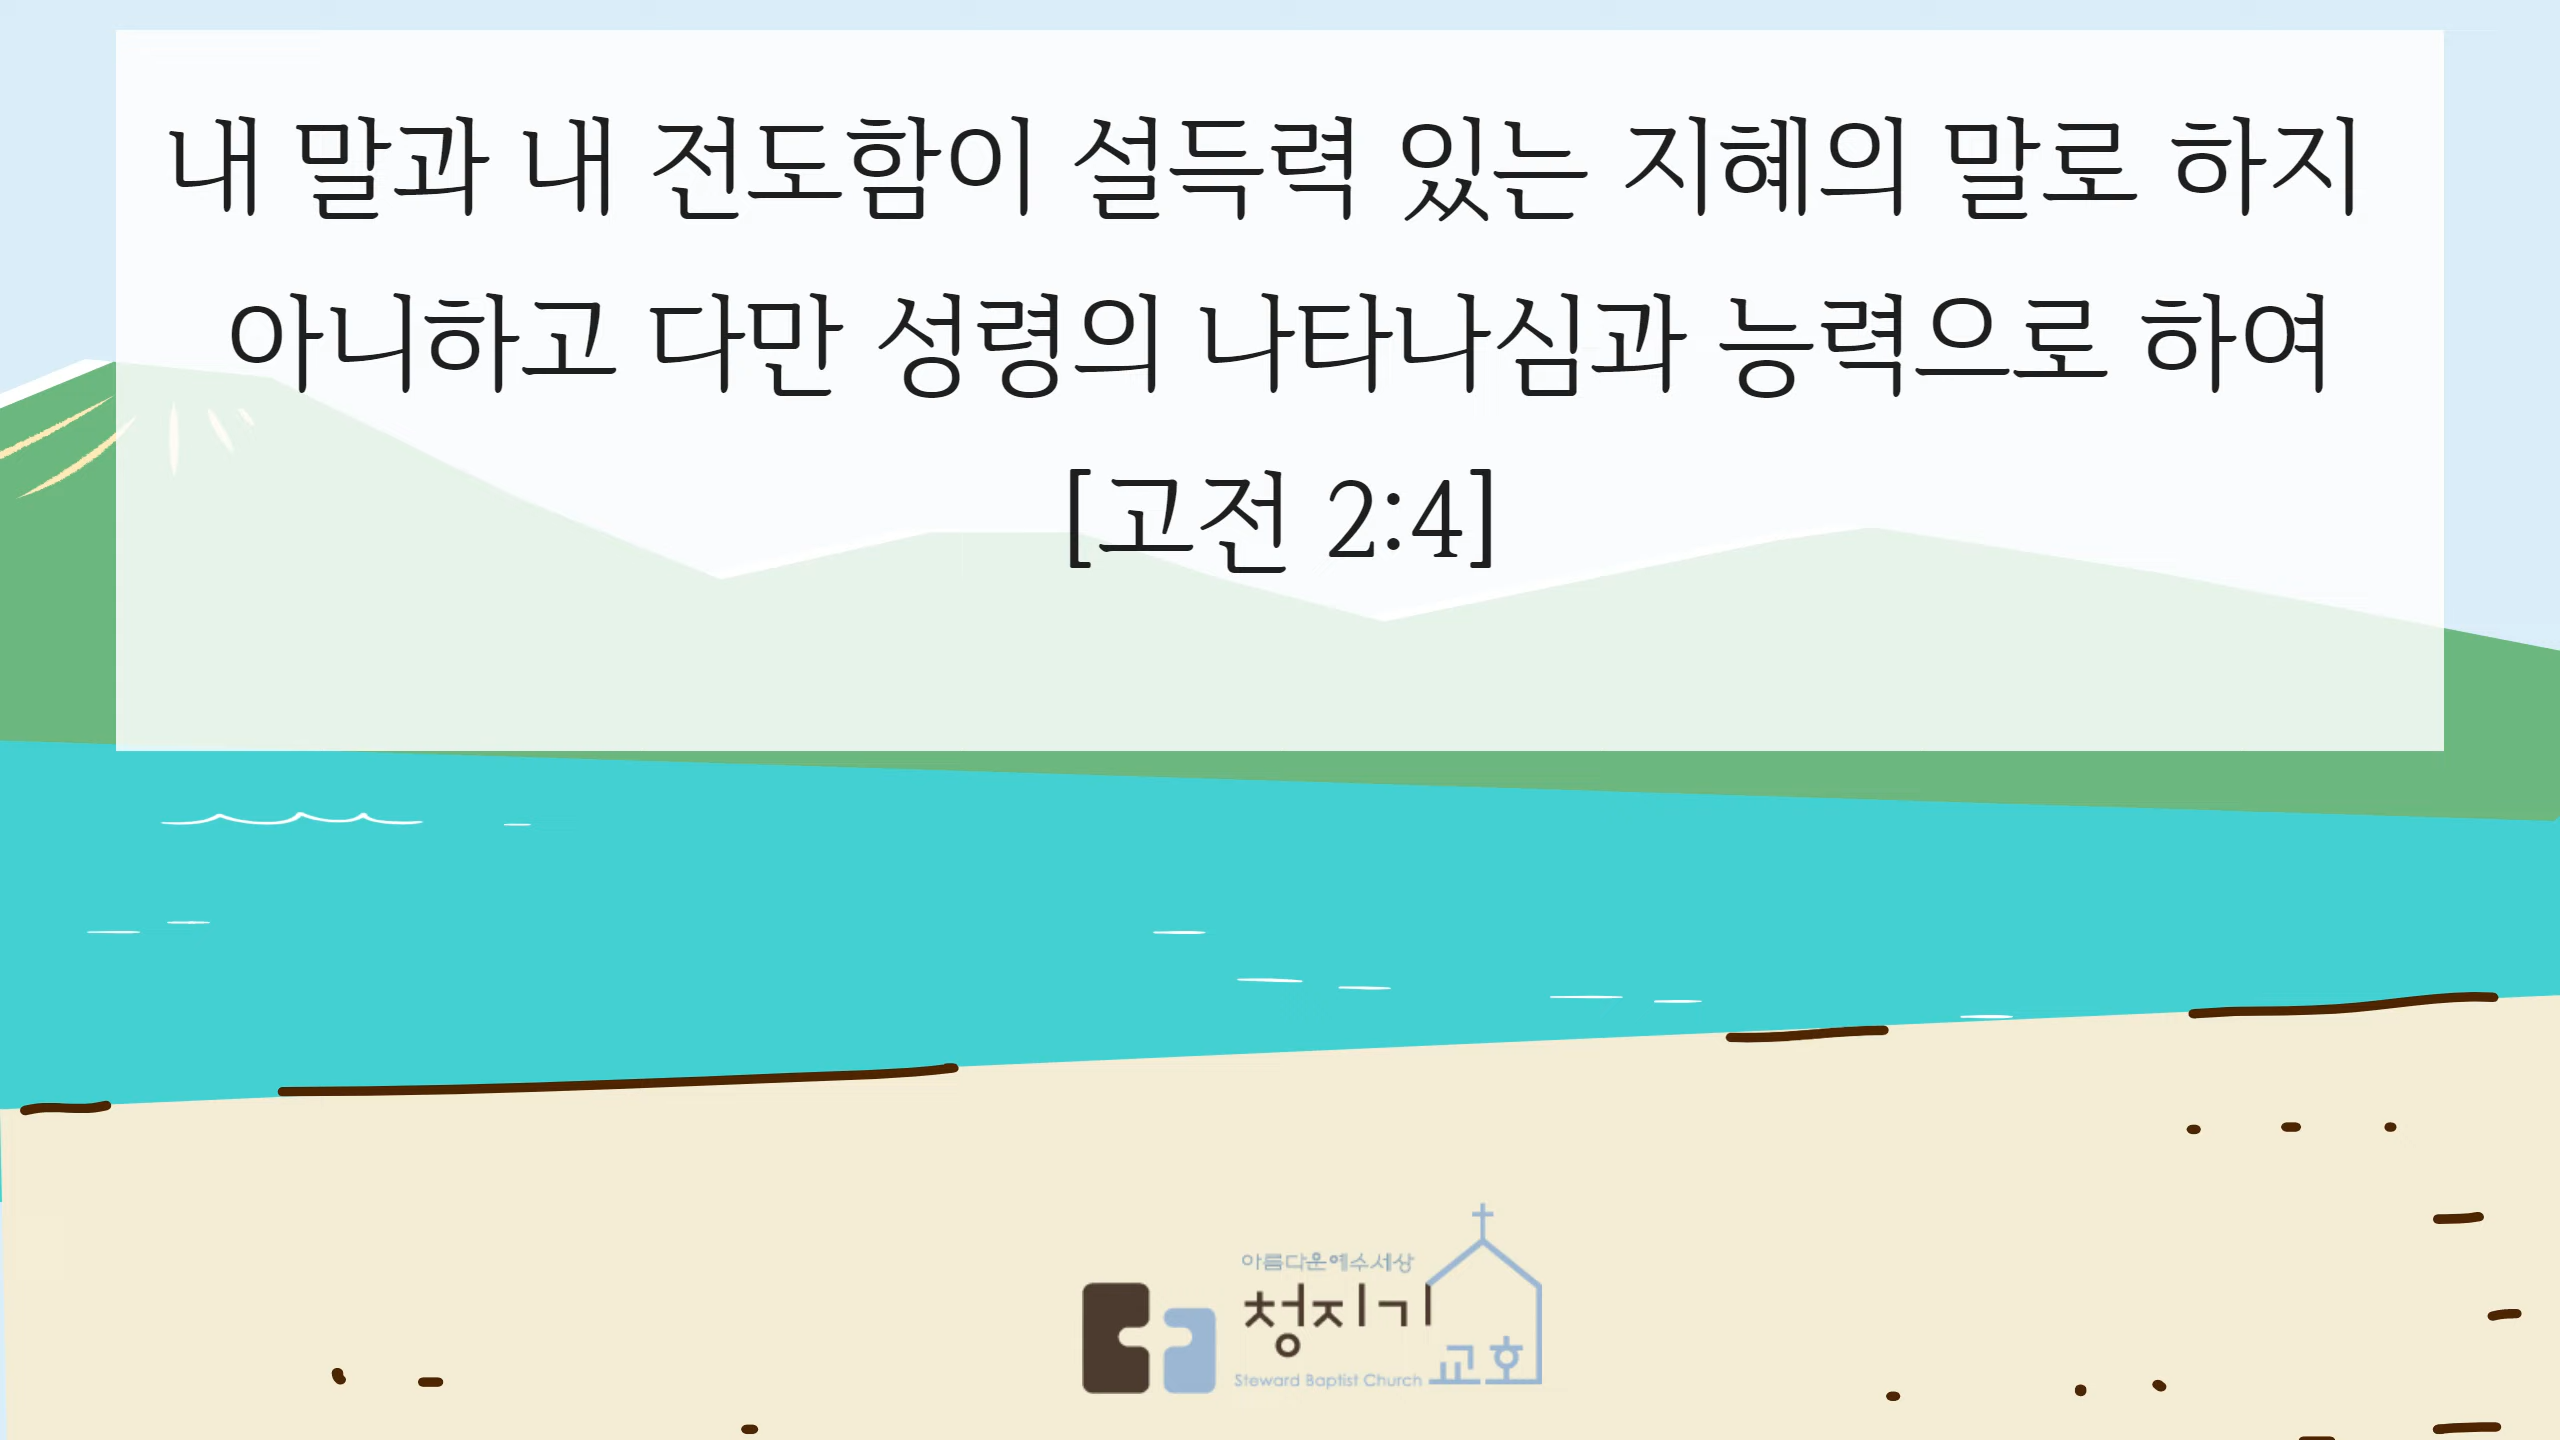 내 말과 내 전도함이 설득력 있는 지혜의 말로 하지
아니하고 다만 성령의 나타나심과 능력으로 하여
[고전 2:4]
아름다운예수세상
청지기
교회
Steward Baptist Church